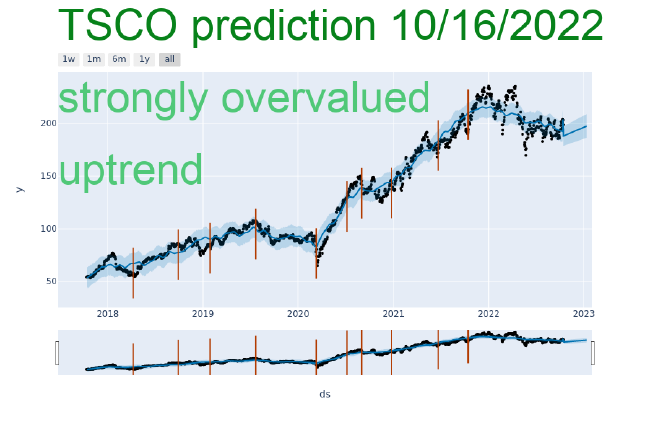 TSCO prediction 10/16/2022
1w 1m 6m 1y all
strongly overvalued
uptrend
200
150
100
50
y
2018 2019 2020 2021 2022 2023
ds